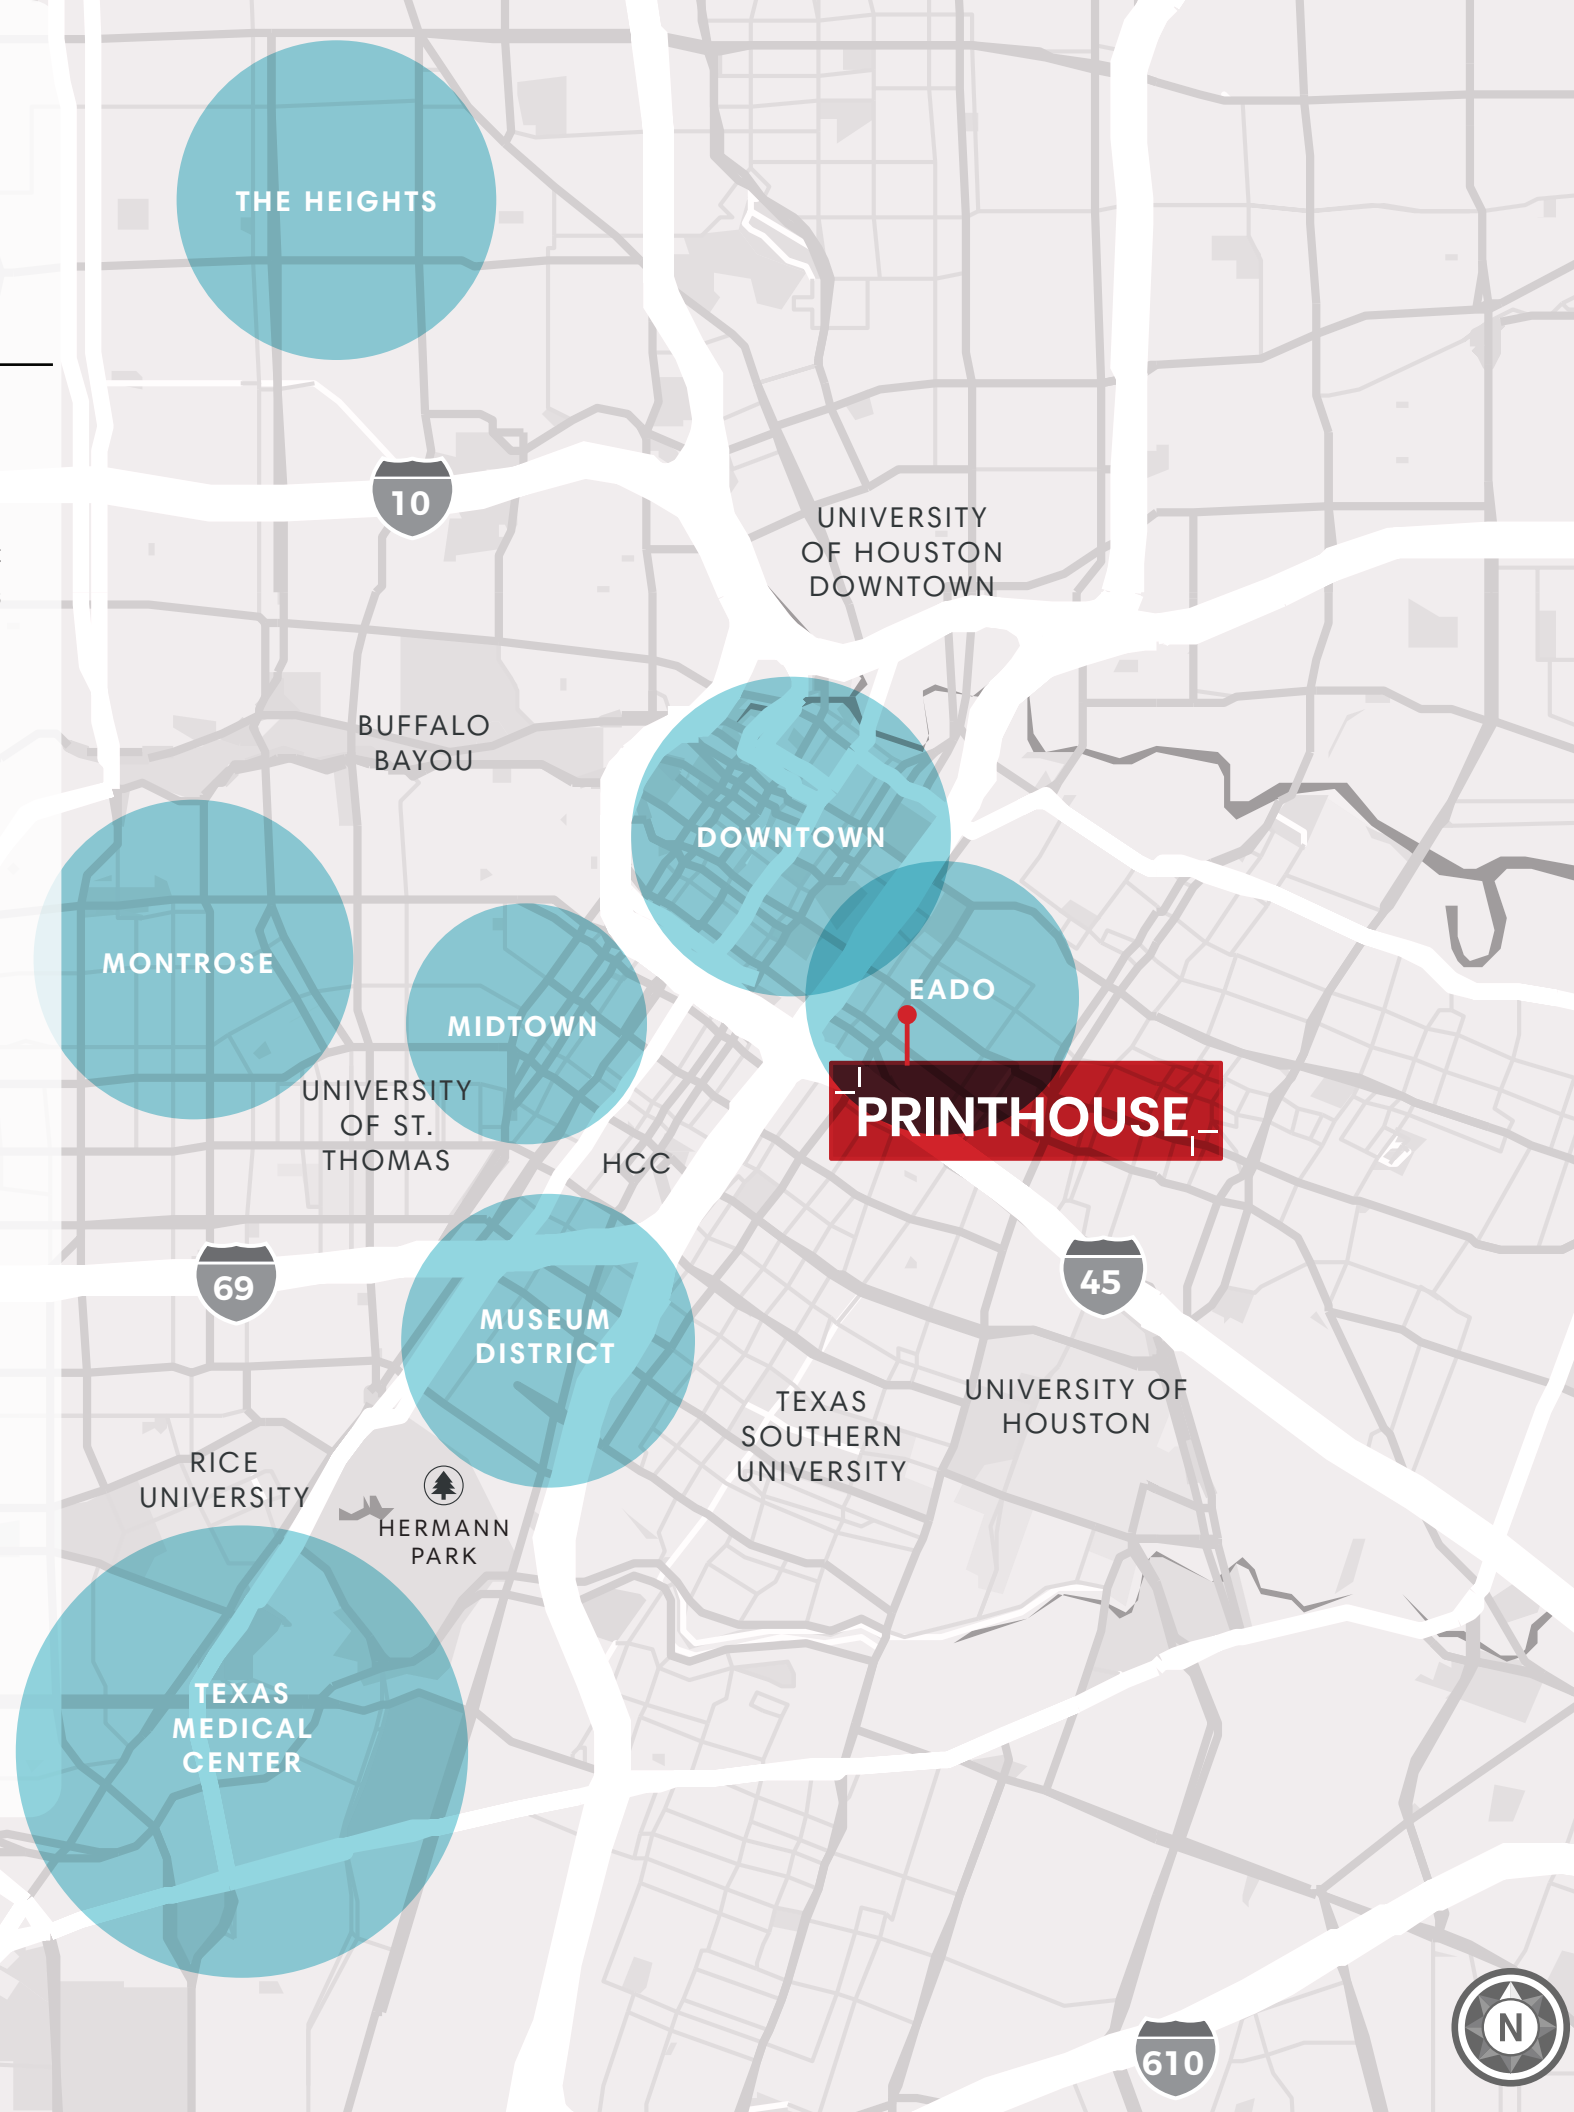 THE HEIGHTS
10
UNIVERSITY
OF HOUSTON
DOWNTOWN
BUFFALO
BAYOU
DOWNTOWN
MONTROSE
EADO
MIDTOWN
PRINTHOUSE
UNIVERSITY
OF ST.
THOMAS
HCC
69
45
MUSEUM
DISTRICT
TEXAS
SOUTHERN
UNIVERSITY
UNIVERSITY OF
HOUSTON
RICE
UNIVERSITY
HERMANN
PARK
TEXAS
MEDICAL
CENTER
N
610